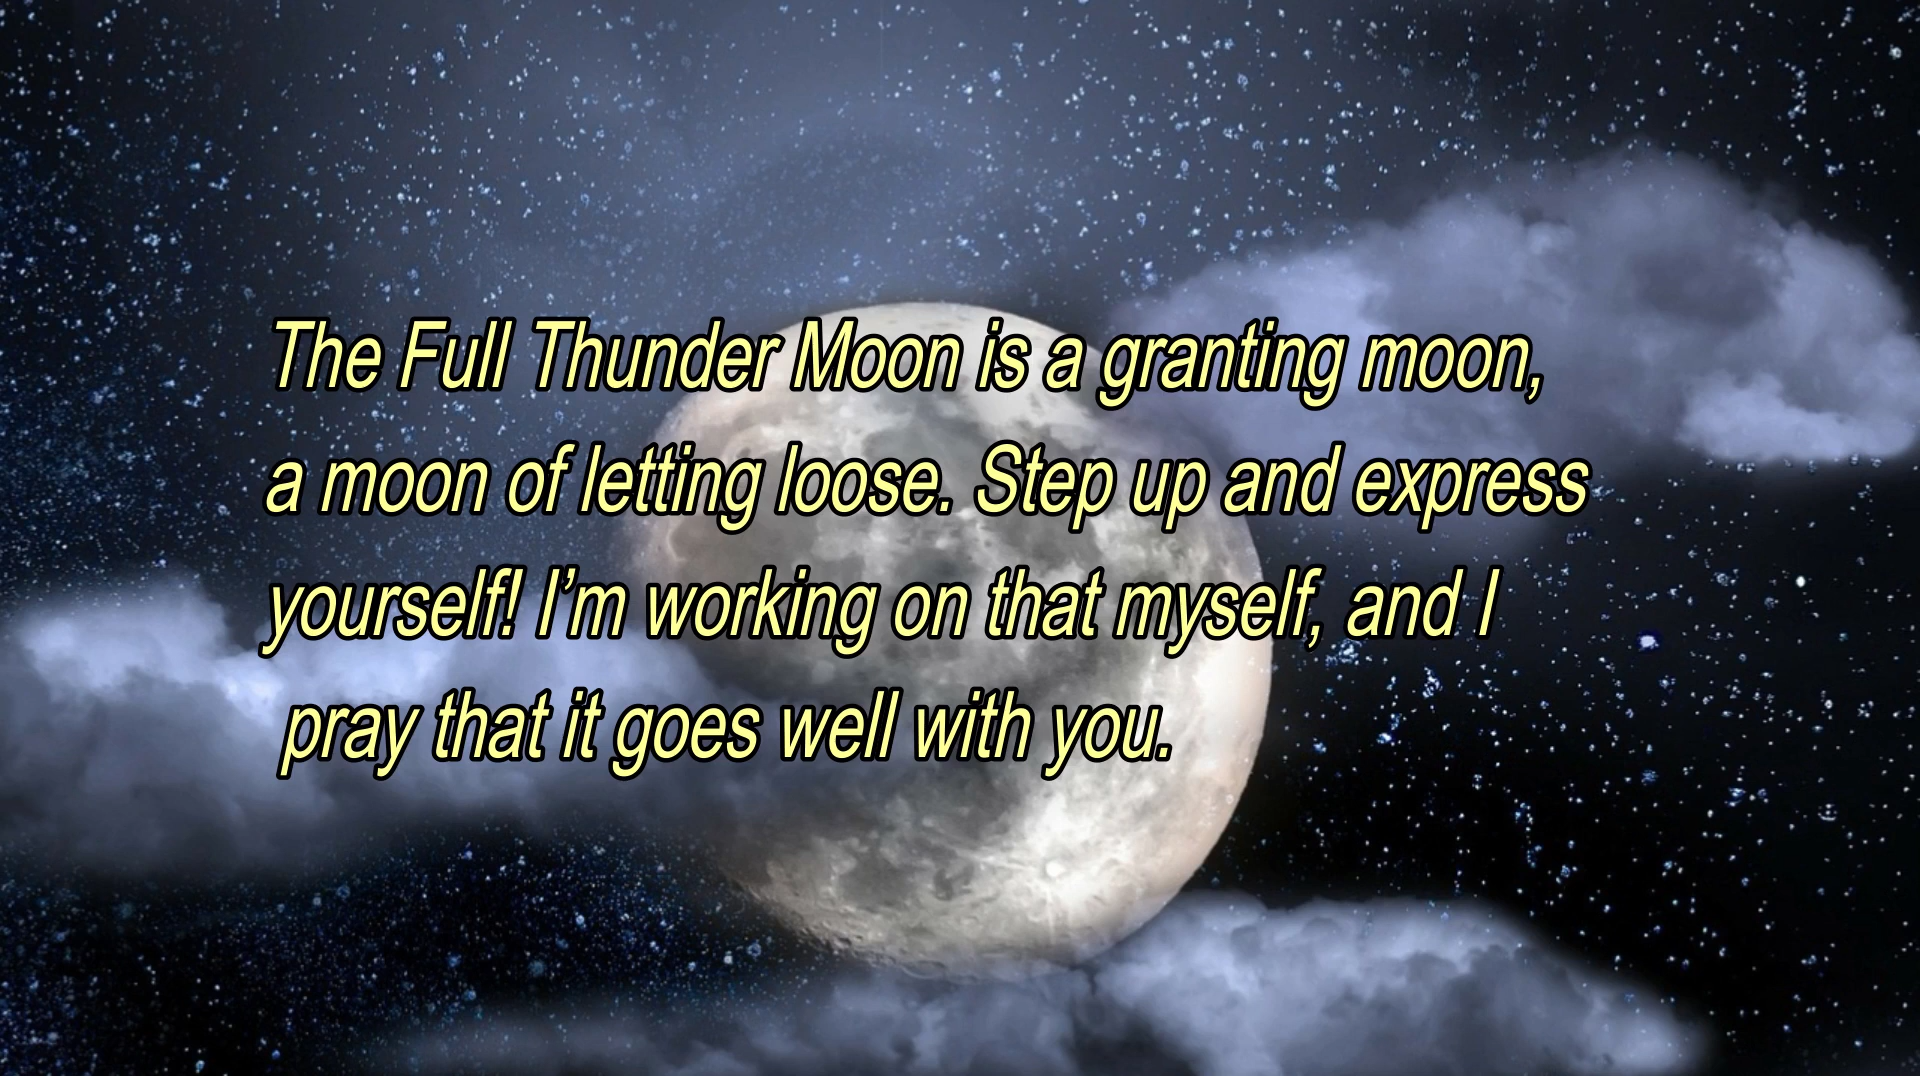 The Full Thunder Moon is a granting moon,
a moon of letting loose. Step up and express
yourself! I’m working on that myself, and I
pray that it goes well with you.